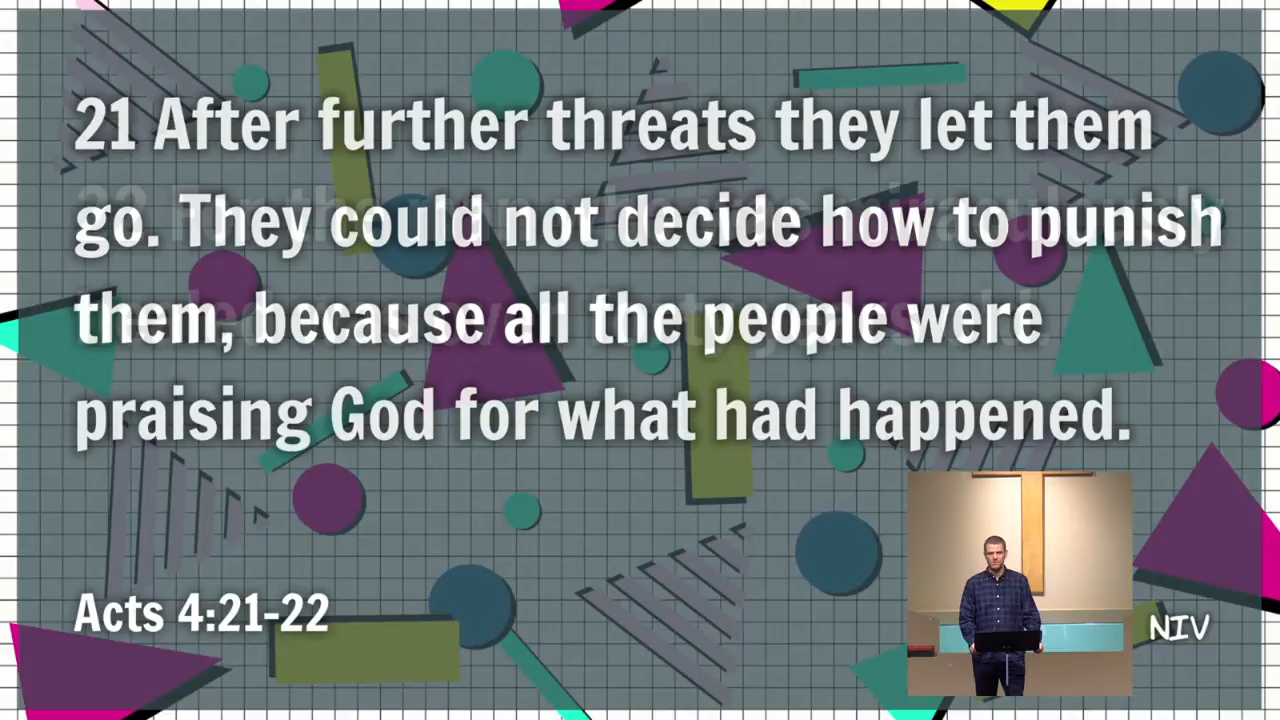 21 After further threats they let them
go. They could not decide how to punish
them, because all the people were
praising God for what had happened.
Acts 4:21-22
NIV